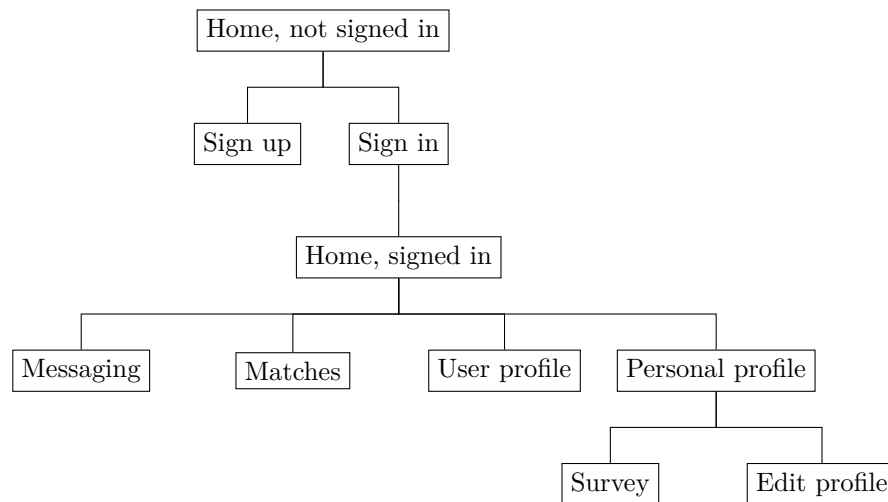 Home, not signed in
Sign up
Sign in
Home, signed in
Messaging
Matches
User profile
Personal profile
Survey
Edit profile